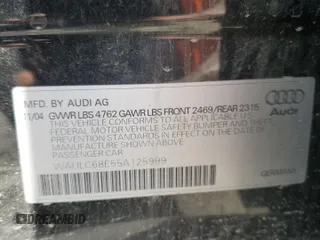 MFD. BY AUDI AG
11/04 GVWR LBS 4762 GAWR LBS FRONT 2469/REAR 2315
THIS VEHICLE CONFORMS TO ALL APPLICABLE U.S.
FEDERAL MOTOR VEHICLE SAFETY BUMPER AND THEFT
PREVENTION STANDARDS IN EFFECT ON THE DATE OF
MANUFACTURE SHOWN ABOVE.
WAULC68E55A125999
PASSENGER CAR
Audi
GERMANY
DREAMBID